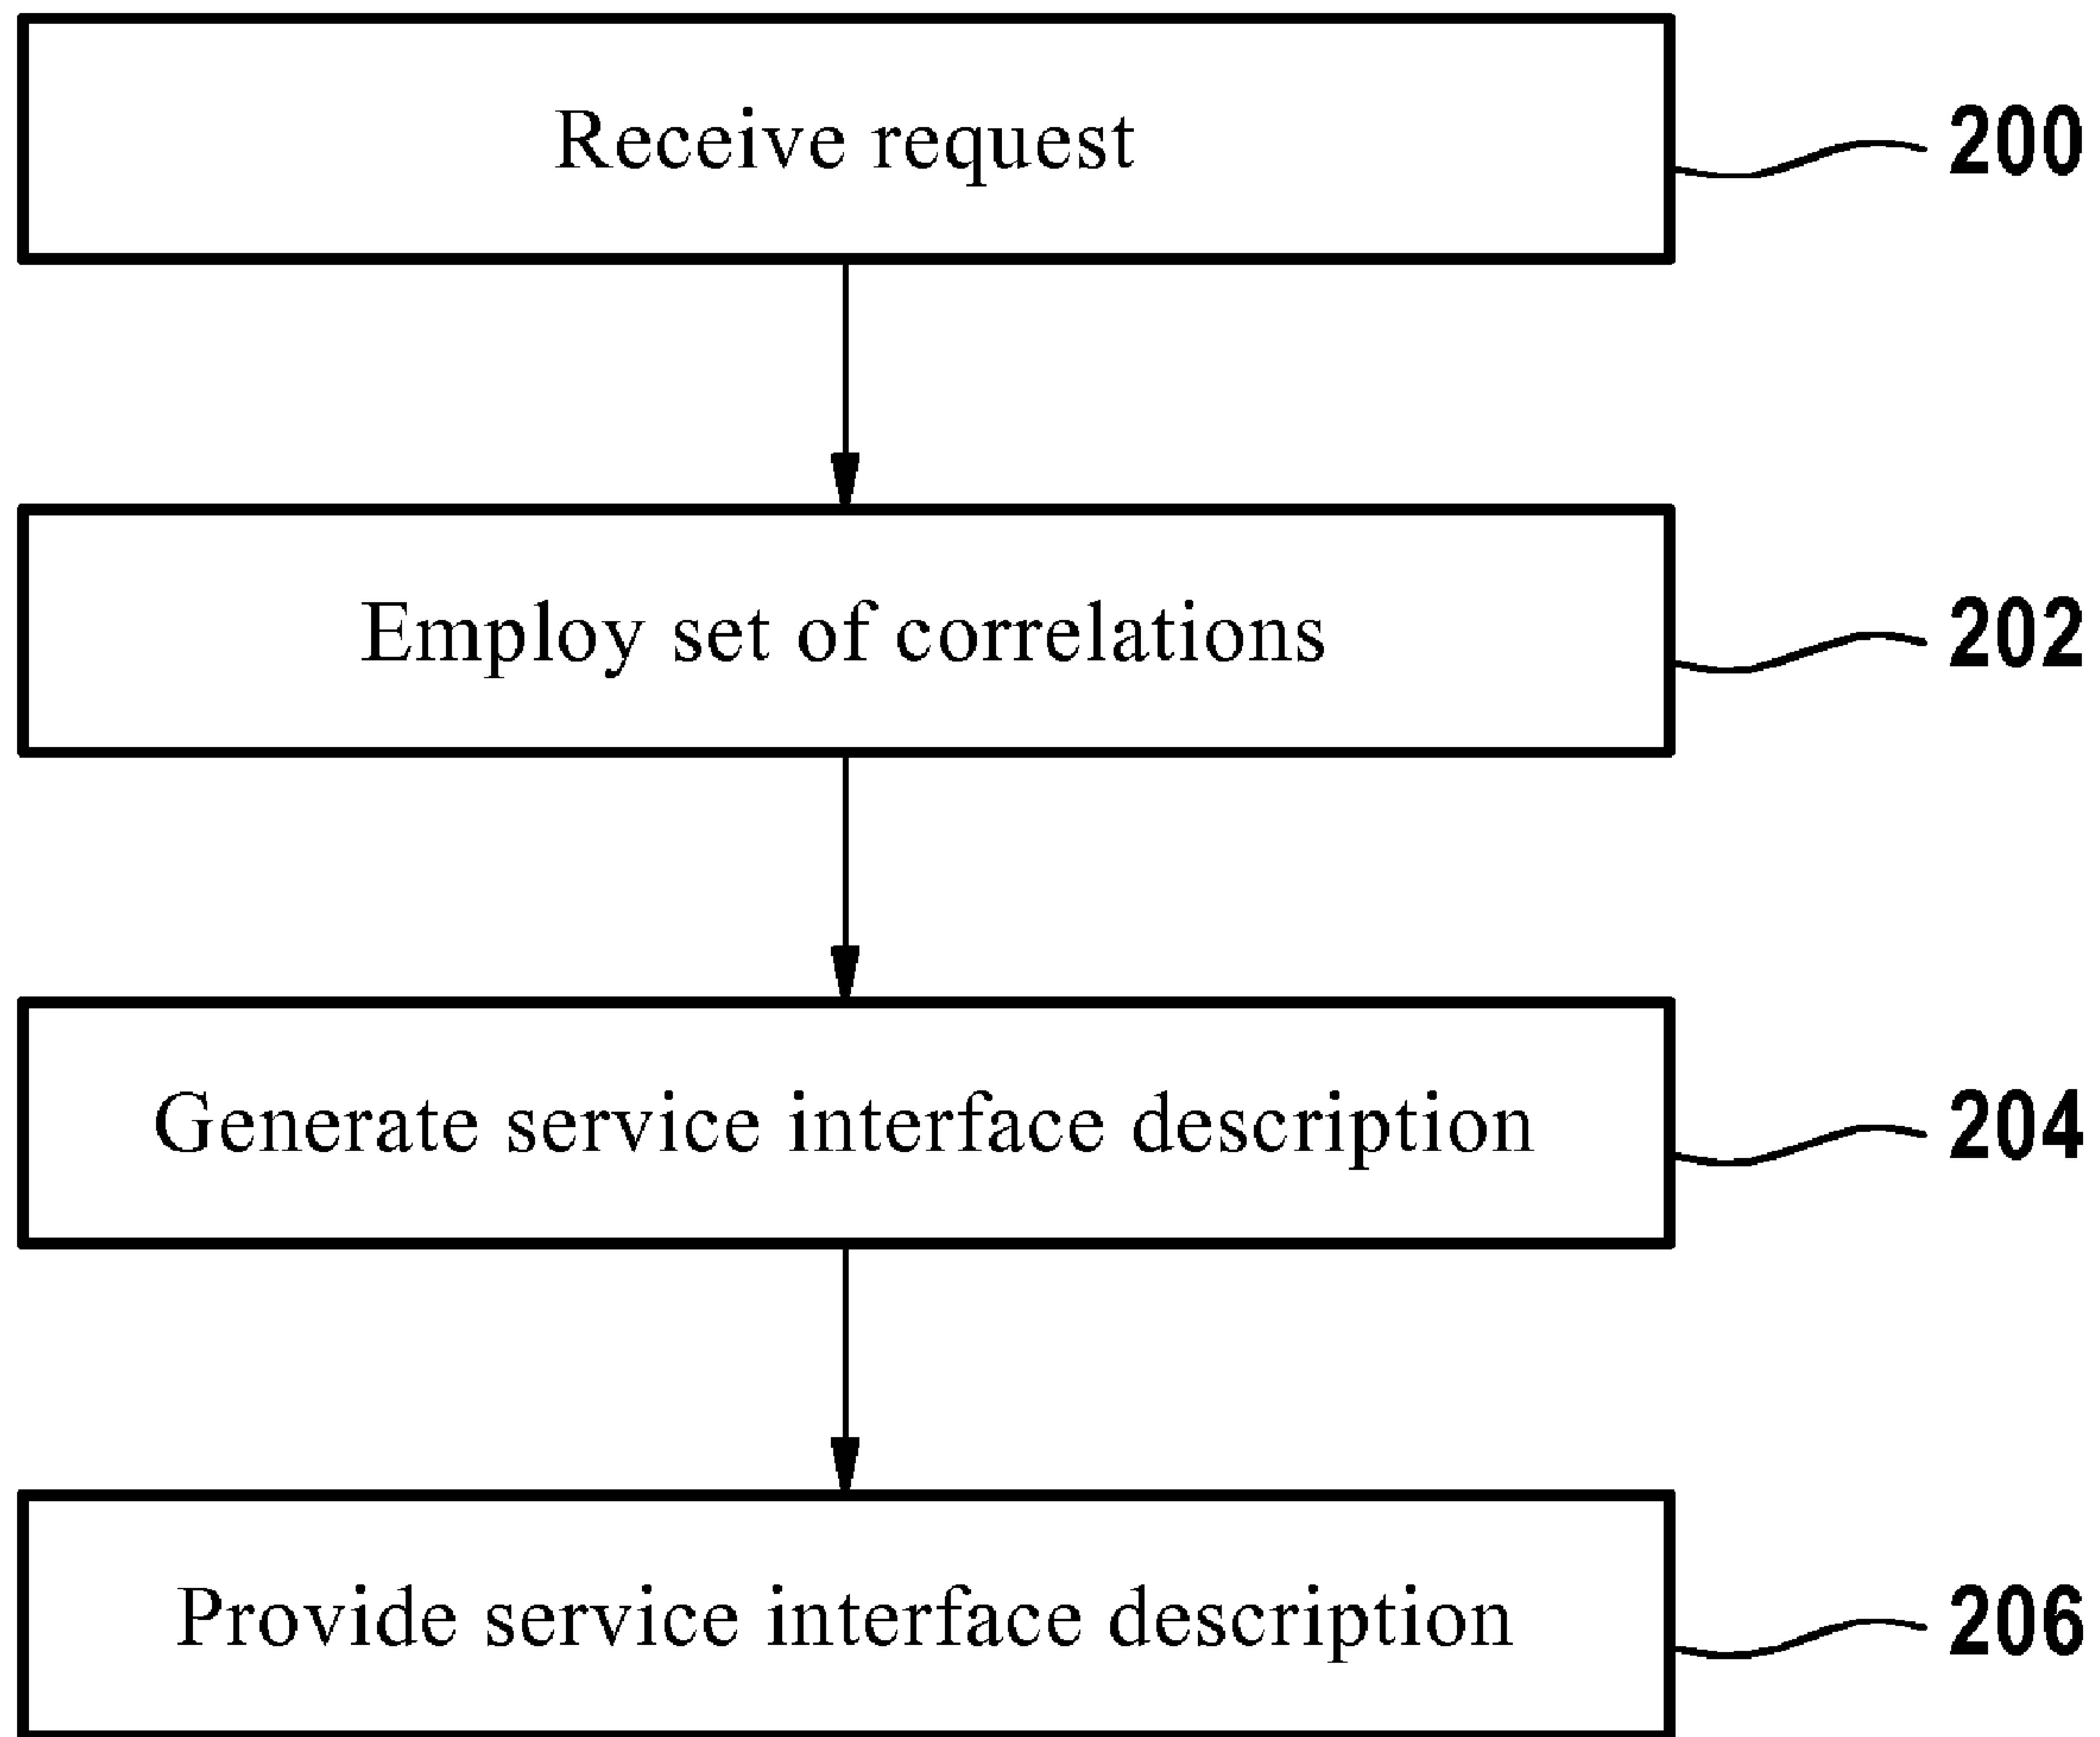 Receive request 200
Employ set of correlations 202
Generate service interface description 204
Provide service interface description 206